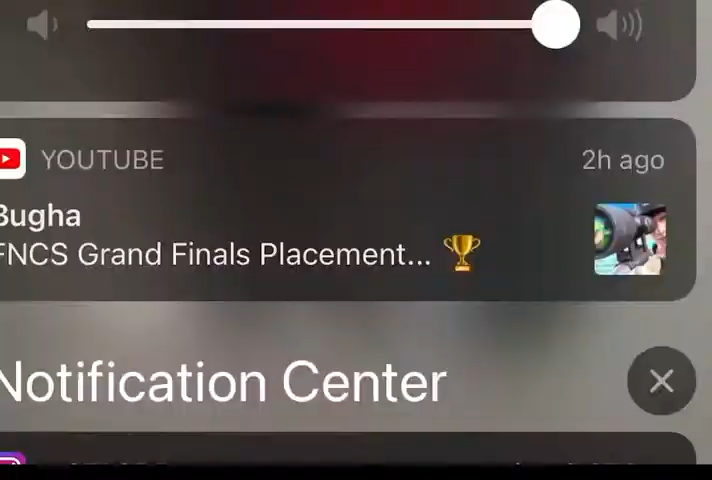 YOUTUBE 2h ago
Bugha
FNCS Grand Finals Placement... 🏆
Notification Center